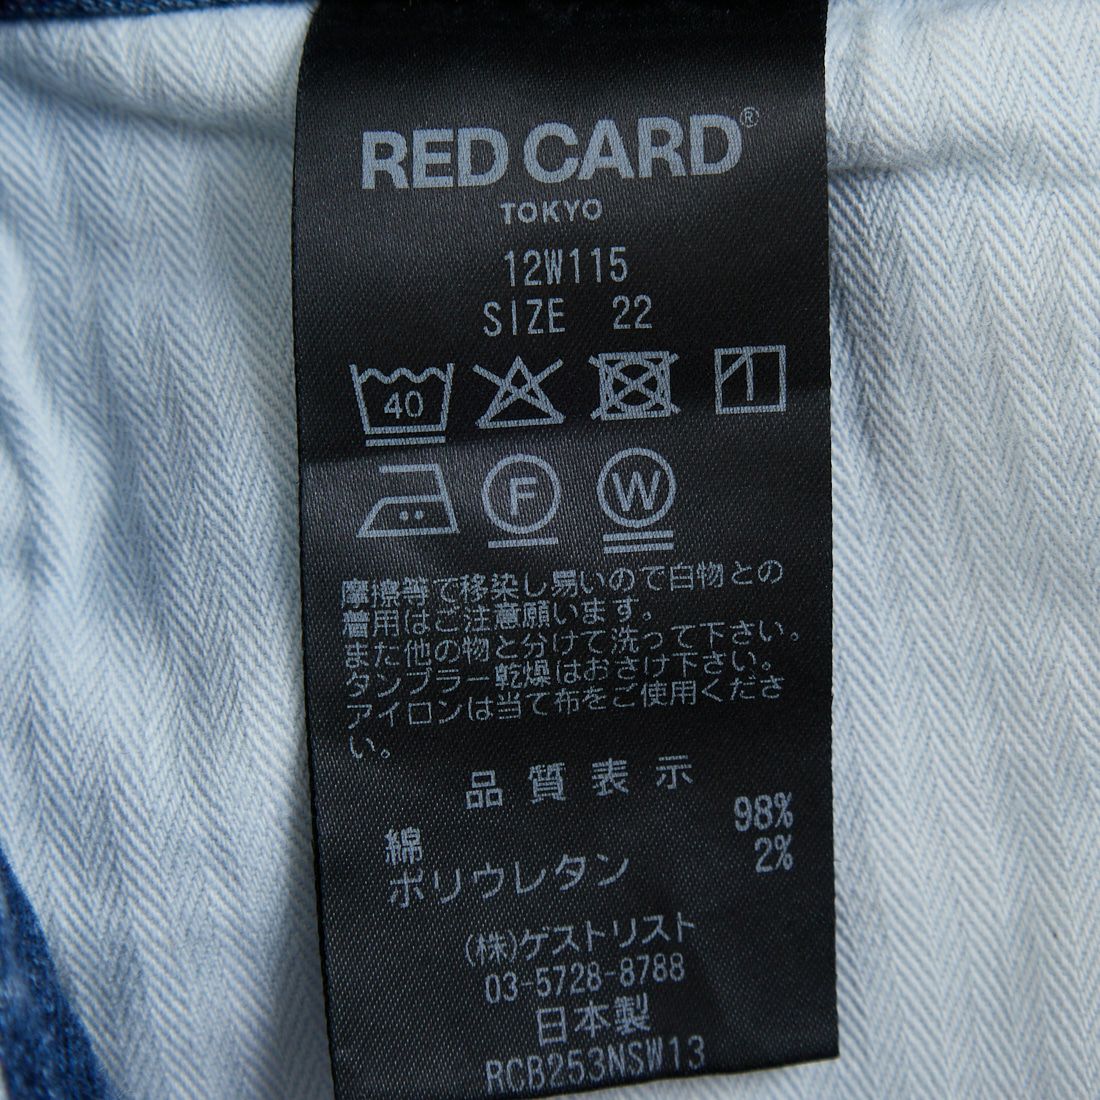 RED CARD®
TOKYO
12W115
SIZE 22
40
F W
摩擦等で移染し易いので白物との
着用はご注意願います。
また他の物と分けて洗って下さい。
タンブラー乾燥はおさけ下さい。
アイロンは当て布をご使用くださ
い。
品質表示
綿 98%
ポリウレタン 2%
(株)ゲストリスト
03-5728-8788
日本製
RCB253NSW13